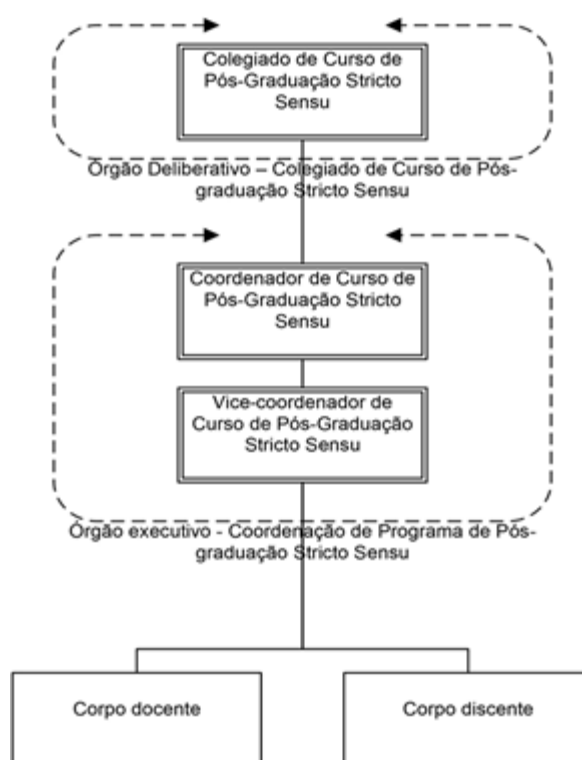 Colegiado de Curso de
Pós-Graduação Stricto
Sensu
Órgão Deliberativo – Colegiado de Curso de Pós-
graduação Stricto Sensu
Coordenador de Curso de
Pós-Graduação Stricto
Sensu
Vice-coordenador de
Curso de Pós-Graduação
Stricto Sensu
Órgão executivo - Coordenação de Programa de Pós-
graduação Stricto Sensu
Corpo docente
Corpo discente